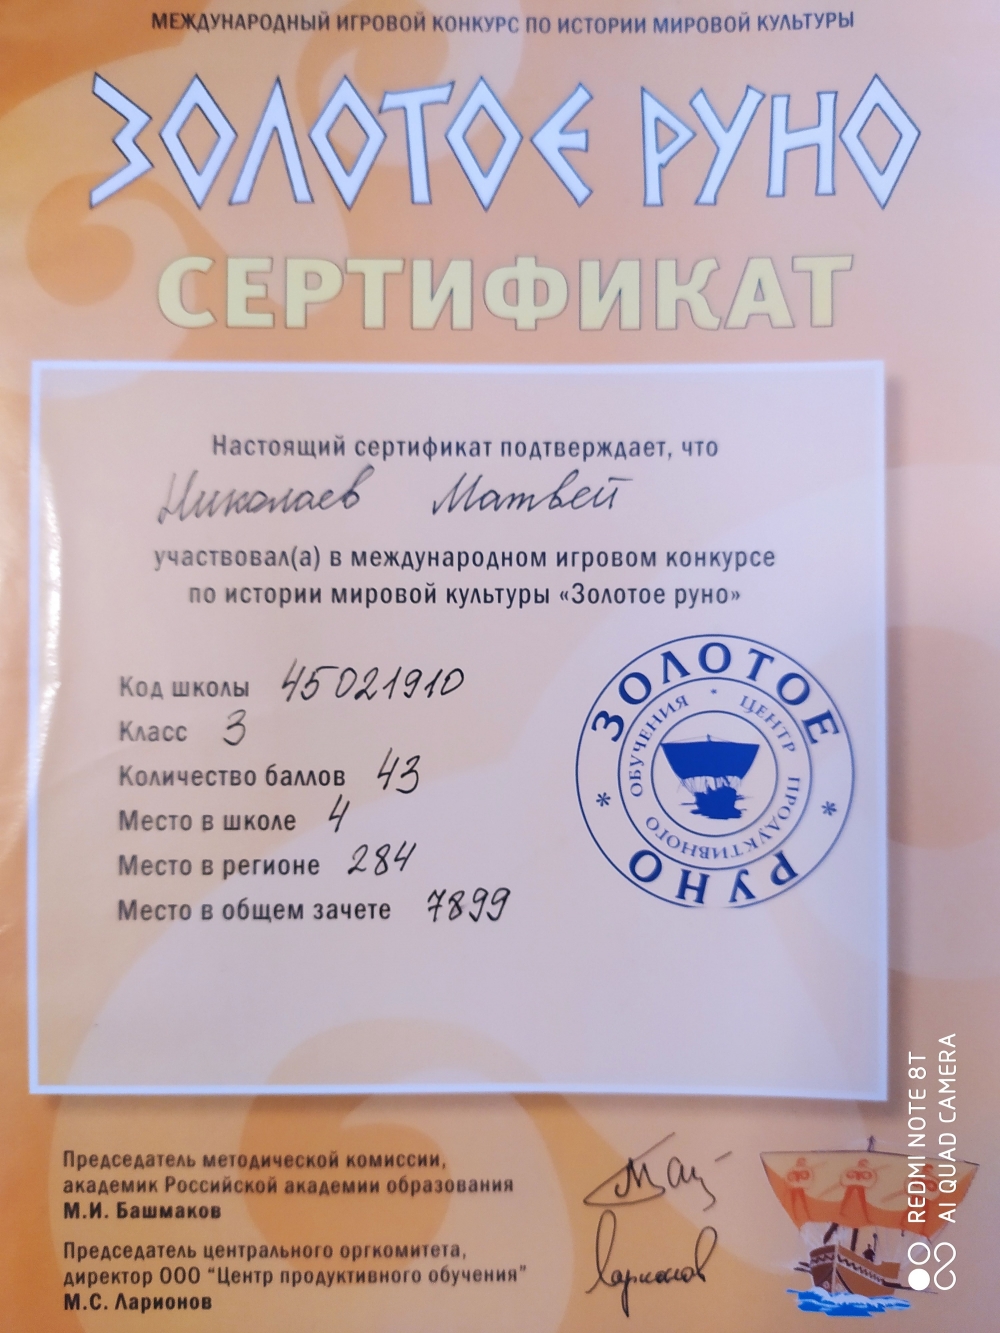 МЕЖДУНАРОДНЫЙ ИГРОВОЙ КОНКУРС ПО ИСТОРИИ МИРОВОЙ КУЛЬТУРЫ
ЗОЛОТОЕ РУНО
СЕРТИФИКАТ
Настоящий сертификат подтверждает, что
Николаев Матвей
участвовал(а) в международном игровом конкурсе
по истории мировой культуры «Золотое руно»
Код школы 45021910
Класс 3
Количество баллов 43
Место в школе 4
Место в регионе 284
Место в общем зачете 7899
ЗОЛОТОЕ РУНО
ЦЕНТР ПРОДУКТИВНОГО ОБУЧЕНИЯ
Председатель методической комиссии,
академик Российской академии образования
М.И. Башмаков
Председатель центрального оргкомитета,
директор ООО "Центр продуктивного обучения"
М.С. Ларионов
Ларионов
REDMI NOTE 8T
AI QUAD CAMERA